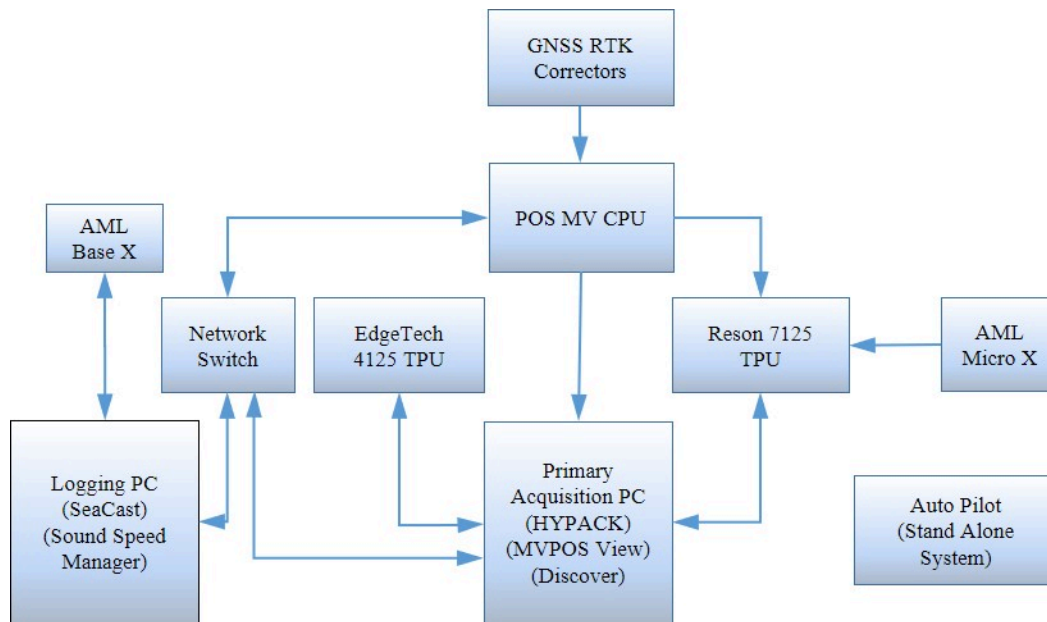 GNSS RTK
Correctors
POS MV CPU
AML
Base X
Network
Switch
EdgeTech
4125 TPU
Reson 7125
TPU
AML
Micro X
Logging PC
(SeaCast)
(Sound Speed
Manager)
Primary
Acquisition PC
(HYPACK)
(MVPOS View)
(Discover)
Auto Pilot
(Stand Alone
System)